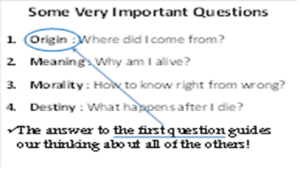 Some Very Important Questions
1. Origin : Where did I come from?
2. Meaning : Why am I alive?
3. Morality : How to know right from wrong?
4. Destiny : What happens after I die?
✓The answer to the first question guides
our thinking about all of the others!